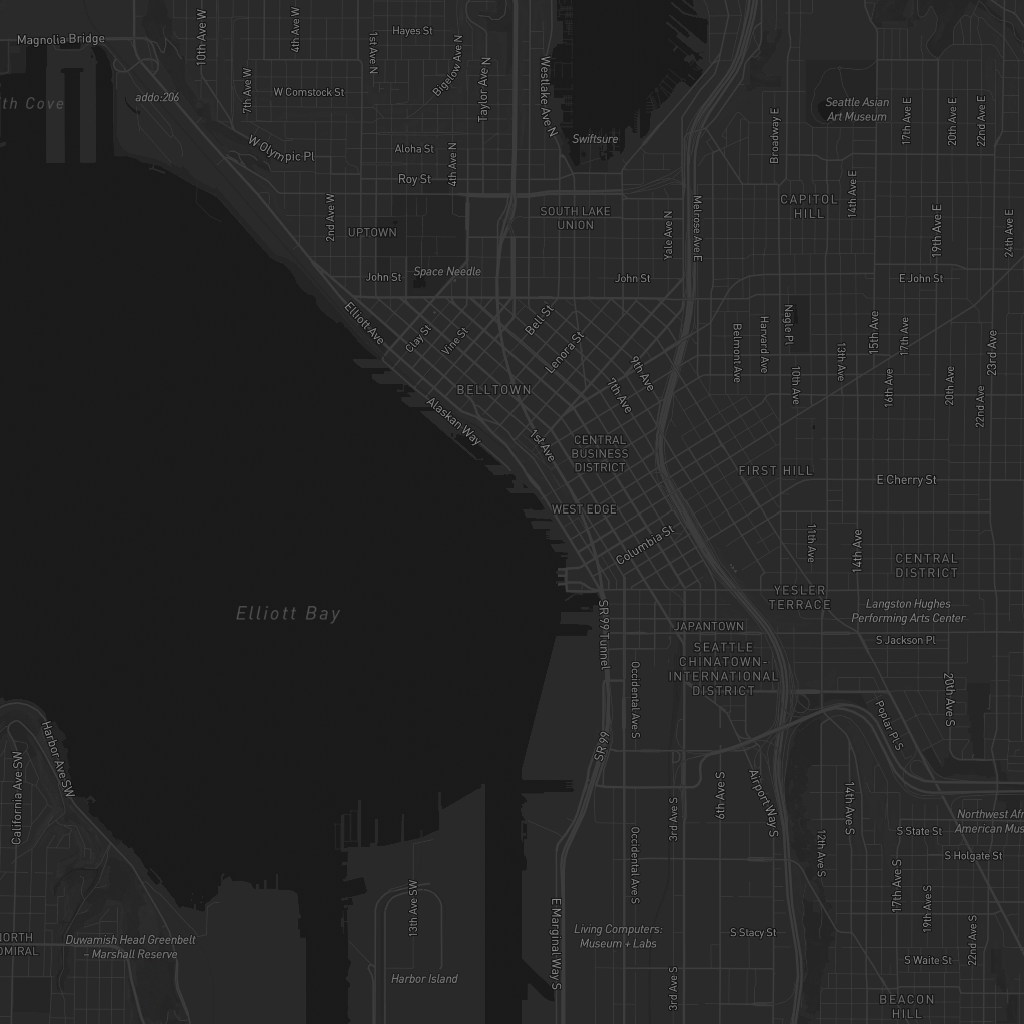 Magnolia Bridge
10th Ave W
4th Ave W
1st Ave N
Hayes St
Bigelow Ave N
Taylor Ave N
Westlake Ave N
addo:206
7th Ave W
W Comstock St
th Cove
Seattle Asian
Art Museum
17th Ave E
20th Ave E
22nd Ave E
Broadway E
Swiftsure
W Olympic Pl
Aloha St
4th Ave N
Roy St
2nd Ave W
UPTOWN
SOUTH LAKE
UNION
Yale Ave N
Melrose Ave E
CAPITOL
HILL
14th Ave E
19th Ave E
24th Ave E
John St
Space Needle
John St
E John St
Elliott Ave
Clay St
Vine St
Bell St
Lenora St
Belmont Ave
Harvard Ave
Nagle Pl
10th Ave
13th Ave
15th Ave
17th Ave
16th Ave
20th Ave
22nd Ave
23rd Ave
9th Ave
7th Ave
BELLTOWN
Alaskan Way
1st Ave
CENTRAL
BUSINESS
DISTRICT
FIRST HILL
E Cherry St
WEST EDGE
Columbia St
11th Ave
14th Ave
CENTRAL
DISTRICT
YESLER
TERRACE
Langston Hughes
Performing Arts Center
Elliott Bay
SR 99 Tunnel
JAPANTOWN
S Jackson Pl
SEATTLE
CHINATOWN-
INTERNATIONAL
DISTRICT
Occidental Ave S
20th Ave S
Poplar Pl S
Harbor Ave SW
California Ave SW
SR 99
6th Ave S
Airport Way S
3rd Ave S
14th Ave S
12th Ave S
Northwest Afr
American Mus
S State St
S Holgate St
Occidental Ave S
17th Ave S
19th Ave S
22nd Ave S
13th Ave SW
E Marginal Way S
Living Computers:
Museum + Labs
S Stacy St
NORTH
DMIRAL
Duwamish Head Greenbelt
– Marshall Reserve
Harbor Island
3rd Ave S
S Waite St
BEACON
HILL